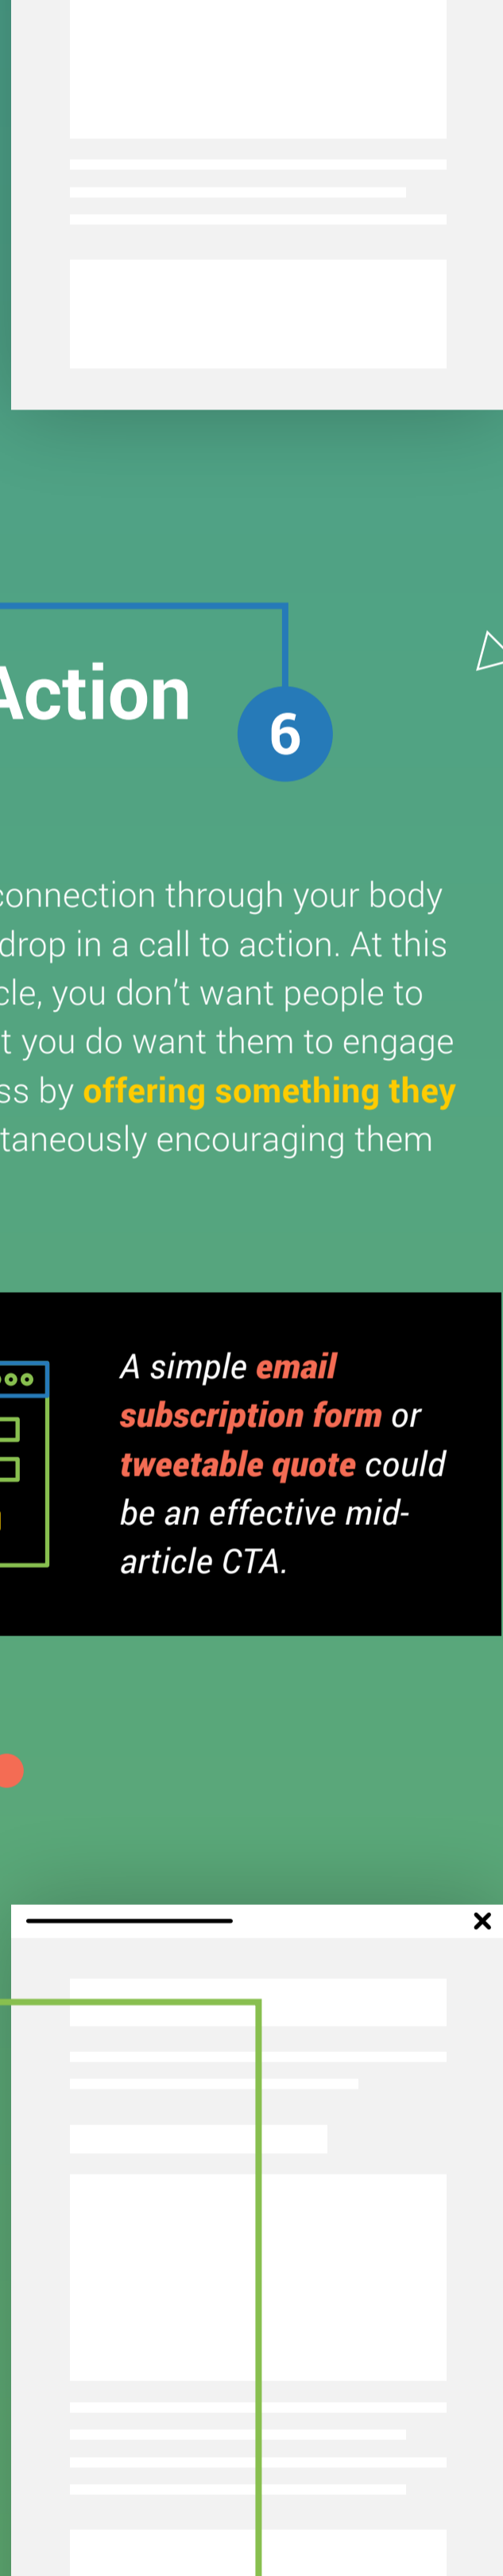 Action
6
connection through your body
drop in a call to action. At this
cle, you don't want people to
t you do want them to engage
ss by offering something they
taneously encouraging them
A simple email
subscription form or
tweetable quote could
be an effective mid-
article CTA.